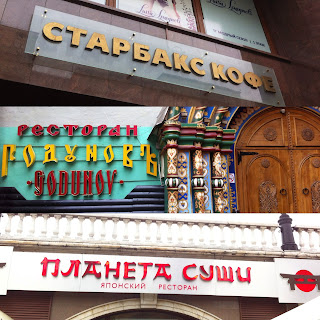 СТАРБАКС КОФЕ
РЕСТОРАН
ГОДУНОВЪ
·GODUNOV·
ПЛАНЕТА СУШИ
ЯПОНСКИЙ РЕСТОРАН